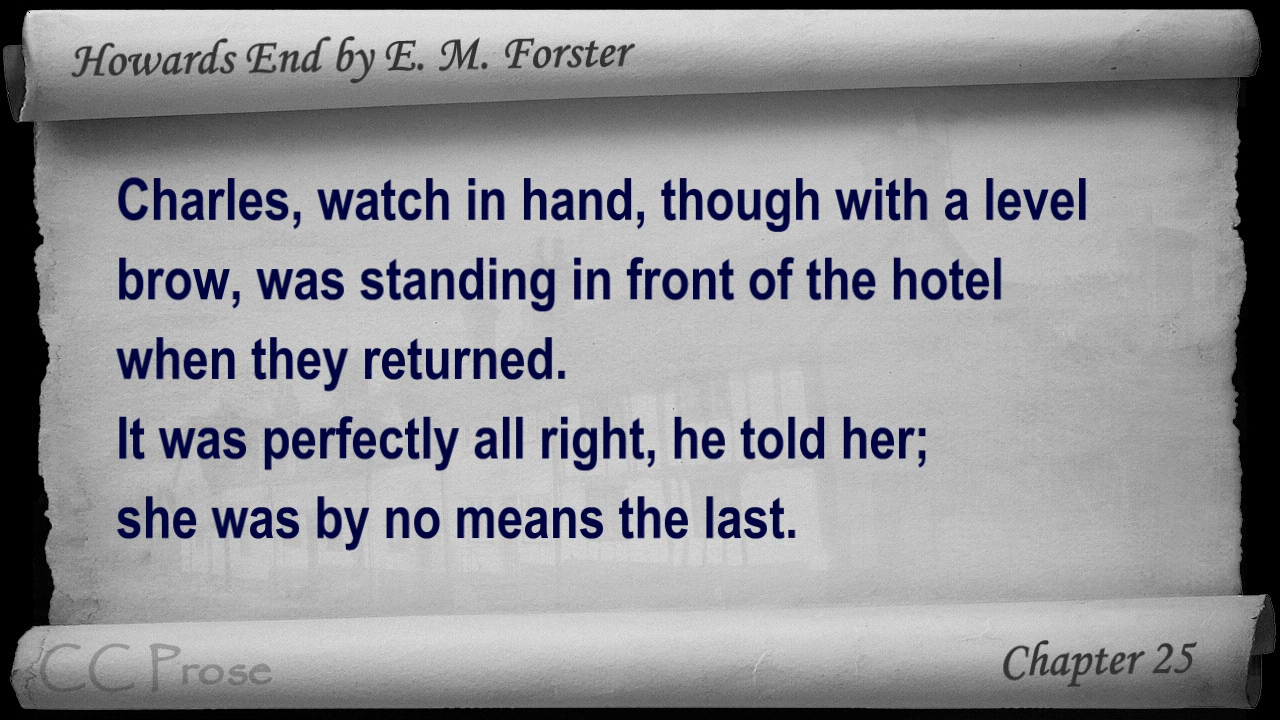 Howards End by E. M. Forster
Charles, watch in hand, though with a level
brow, was standing in front of the hotel
when they returned.
It was perfectly all right, he told her;
she was by no means the last.
CC Prose
Chapter 25